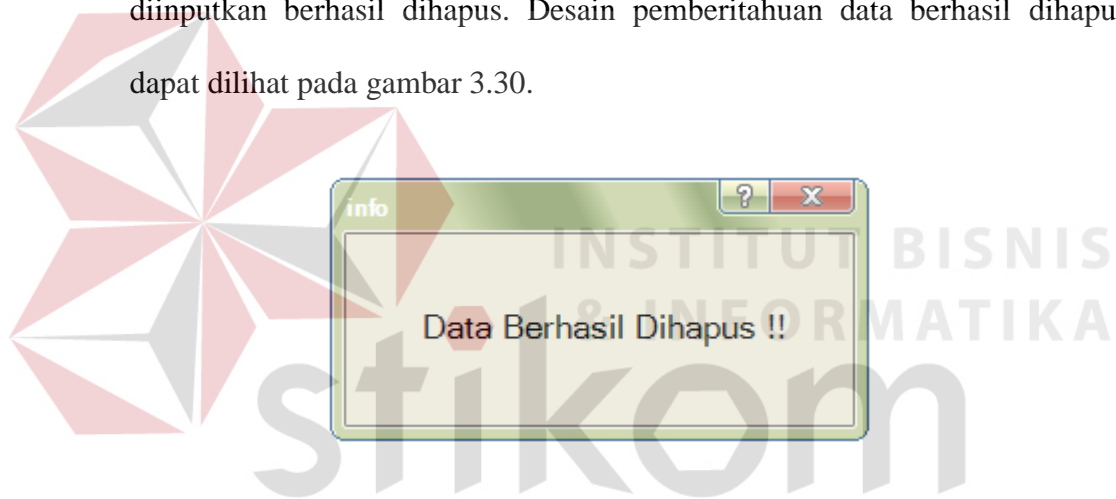 diinputkan berhasil dihapus. Desain pemberitahuan data berhasil dihapu
dapat dilihat pada gambar 3.30.
info
INSTITUT BISNIS
& INFORMATIKA
Data Berhasil Dihapus !!
stikom